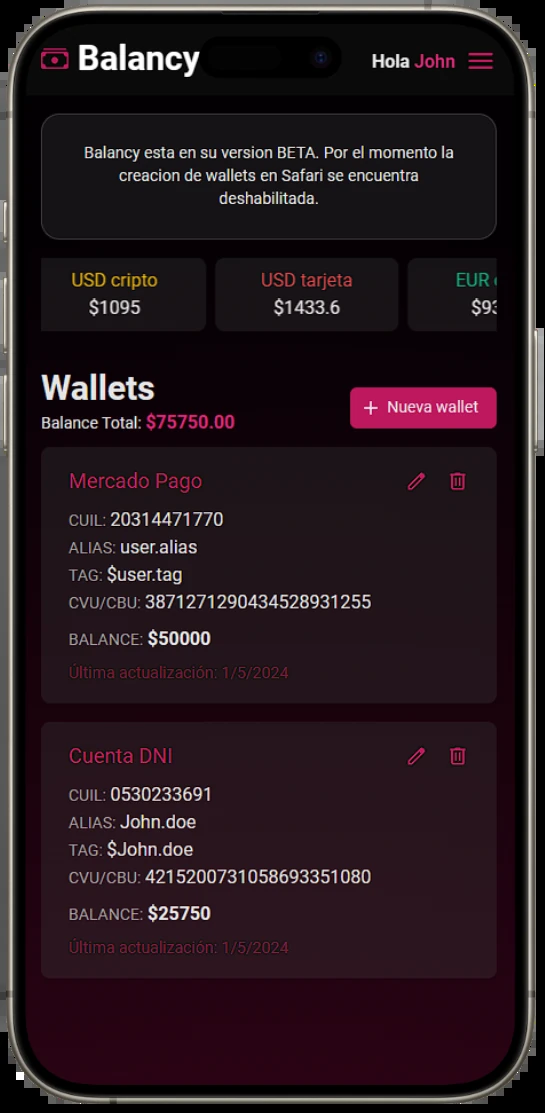 Balancy
Hola John
Balancy esta en su version BETA. Por el momento la
creacion de wallets en Safari se encuentra
deshabilitada.
USD cripto
$1095
USD tarjeta
$1433.6
EUR
$93
Wallets
Balance Total: $75750.00
+ Nueva wallet
Mercado Pago
CUIL: 20314471770
ALIAS: user.alias
TAG: $user.tag
CVU/CBU: 3871271290434528931255
BALANCE: $50000
Última actualización: 1/5/2024
Cuenta DNI
CUIL: 0530233691
ALIAS: John.doe
TAG: $John.doe
CVU/CBU: 4215200731058693351080
BALANCE: $25750
Última actualización: 1/5/2024